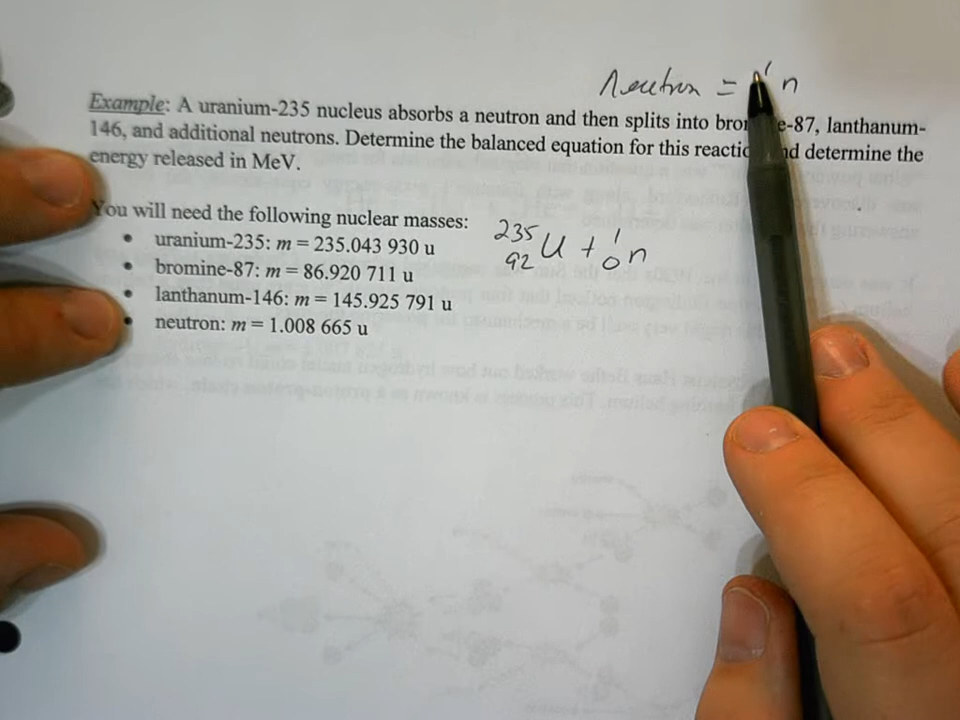 neutron = ¹n
Example: A uranium-235 nucleus absorbs a neutron and then splits into bro e-87, lanthanum-
146, and additional neutrons. Determine the balanced equation for this reactio nd determine the
energy released in MeV.
You will need the following nuclear masses:
• uranium-235: m = 235.043 930 u
• bromine-87: m = 86.920 711 u
• lanthanum-146: m = 145.925 791 u
• neutron: m = 1.008 665 u
²³⁵₉₂U + ¹₀n